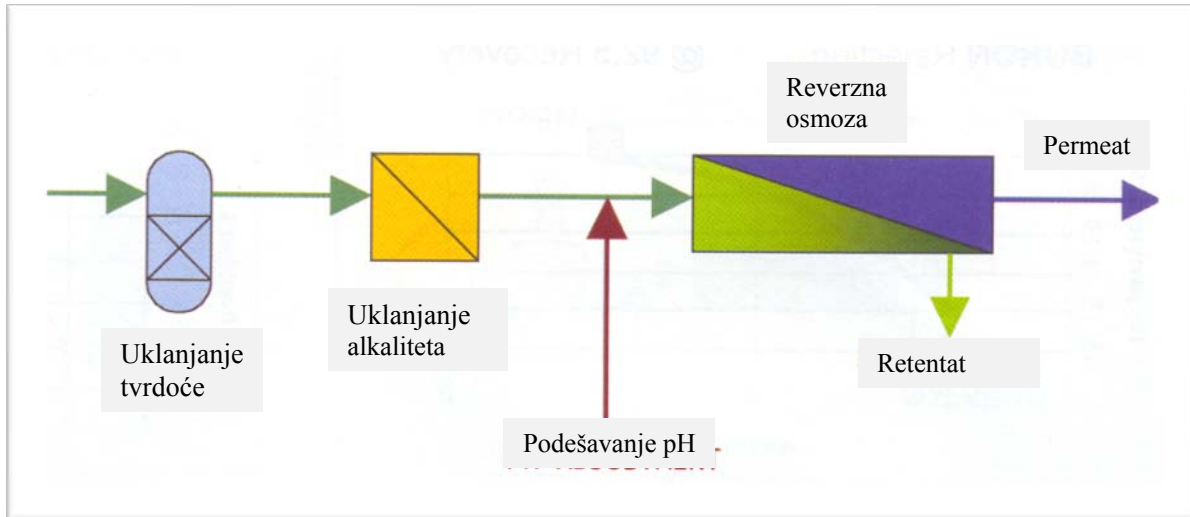 Reverzna
osmoza
Permeat
Uklanjanje
tvrdoće
Uklanjanje
alkaliteta
Retentat
Podešavanje pH